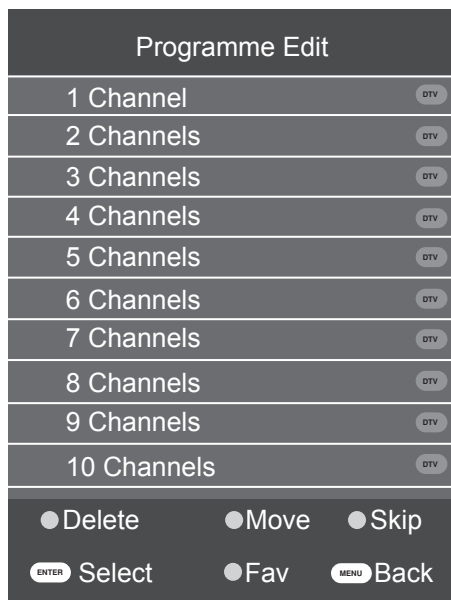 Programme Edit
1 Channel DTV
2 Channels DTV
3 Channels DTV
4 Channels DTV
5 Channels DTV
6 Channels DTV
7 Channels DTV
8 Channels DTV
9 Channels DTV
10 Channels DTV
Delete Move Skip
ENTER Select Fav MENU Back